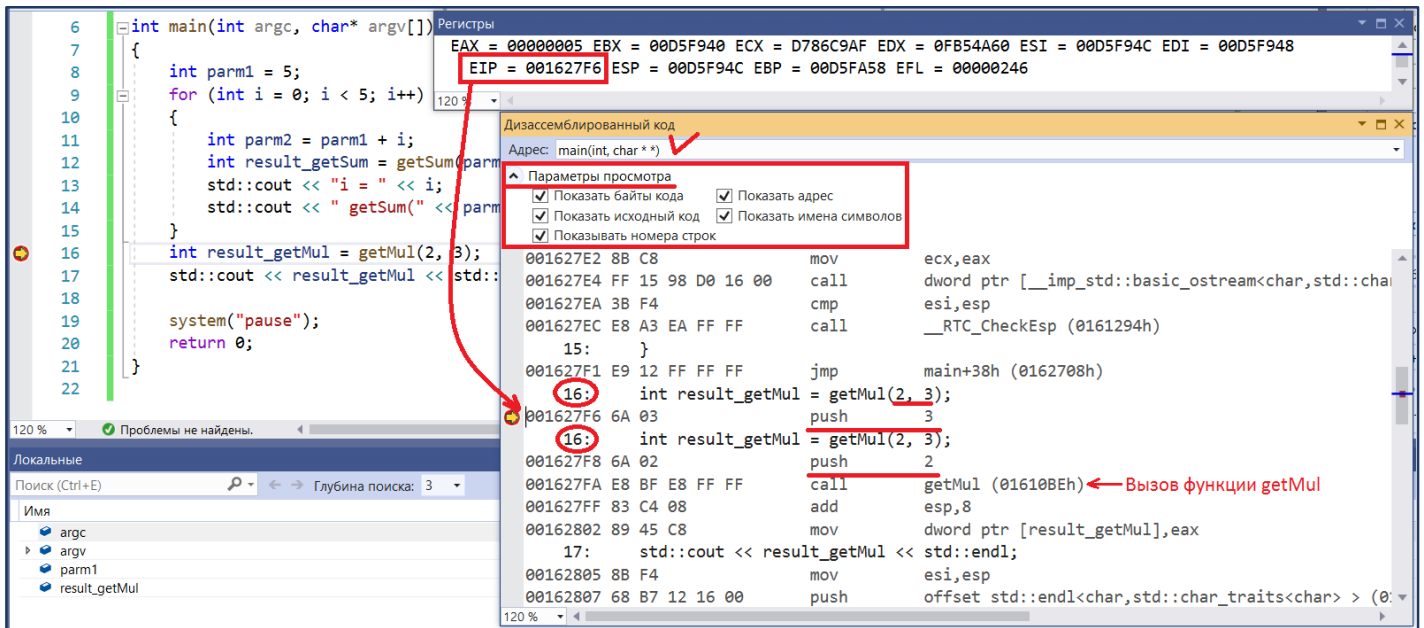 6 int main(int argc, char* argv[])
7 {
8 int parm1 = 5;
9 for (int i = 0; i < 5; i++)
10 {
11 int parm2 = parm1 + i;
12 int result_getSum = getSum(parm
13 std::cout << "i = " << i;
14 std::cout << " getSum(" << parm
15 }
16 int result_getMul = getMul(2, 3);
17 std::cout << result_getMul << std::
18
19 system("pause");
20 return 0;
21 }
22
120 % Проблемы не найдены.
Регистры
EAX = 00000005 EBX = 00D5F940 ECX = D786C9AF EDX = 0FB54A60 ESI = 00D5F94C EDI = 00D5F948
EIP = 001627F6 ESP = 00D5F94C EBP = 00D5FA58 EFL = 00000246
120 %
Дизассемблированный код
Адрес: main(int, char * *)
Параметры просмотра
Показать байты кода Показать адрес
Показать исходный код Показать имена символов
Показывать номера строк
001627E2 8B C8 mov ecx,eax
001627E4 FF 15 98 D0 16 00 call dword ptr [__imp_std::basic_ostream<char,std::cha
001627EA 3B F4 cmp esi,esp
001627EC E8 A3 EA FF FF call __RTC_CheckEsp (0161294h)
15: }
001627F1 E9 12 FF FF FF jmp main+38h (0162708h)
16: int result_getMul = getMul(2, 3);
001627F6 6A 03 push 3
16: int result_getMul = getMul(2, 3);
001627F8 6A 02 push 2
001627FA E8 BF E8 FF FF call getMul (01610BEh) Вызов функции getMul
001627FF 83 C4 08 add esp,8
00162802 89 45 C8 mov dword ptr [result_getMul],eax
17: std::cout << result_getMul << std::endl;
00162805 8B F4 mov esi,esp
00162807 68 B7 12 16 00 push offset std::endl<char,std::char_traits<char> > (0
120 %
Локальные
Поиск (Ctrl+E) Глубина поиска: 3
Имя
argc
argv
parm1
result_getMul